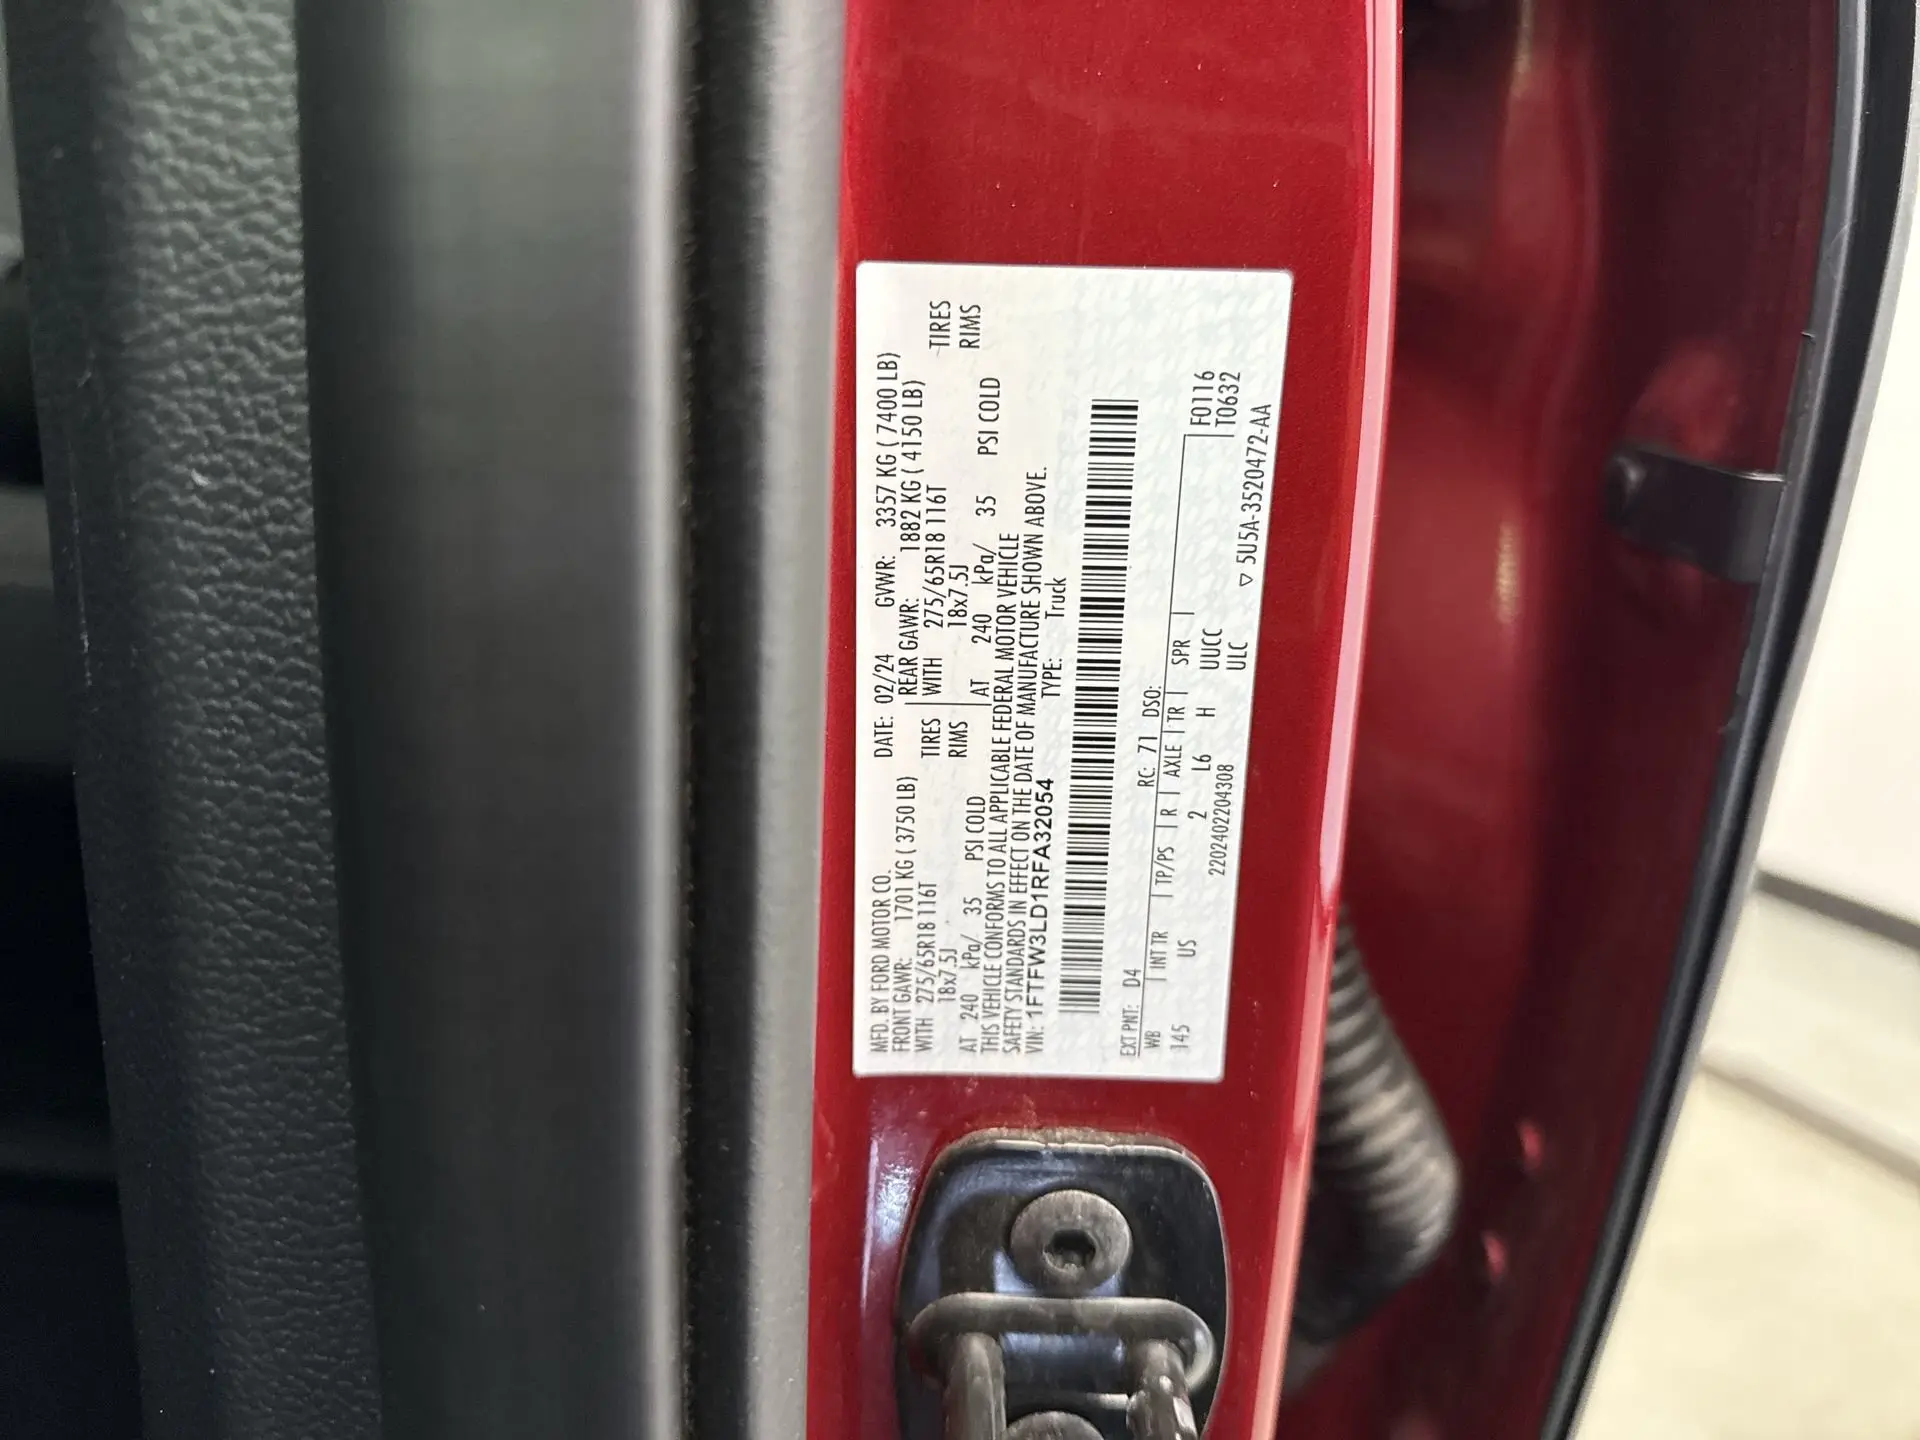 MFD. BY FORD MOTOR CO. DATE: 02/24 GVWR: 3357 KG ( 7400 LB)
FRONT GAWR: 1701 KG ( 3750 LB) REAR GAWR: 1882 KG ( 4150 LB)
WITH 275/65R18 116T TIRES WITH 275/65R18 116T TIRES
18x7.5J RIMS 18x7.5J RIMS
AT 240 kPa/ 35 PSI COLD AT 240 kPa/ 35 PSI COLD
THIS VEHICLE CONFORMS TO ALL APPLICABLE FEDERAL MOTOR VEHICLE
SAFETY STANDARDS IN EFFECT ON THE DATE OF MANUFACTURE SHOWN ABOVE.
VIN: 1FTFW3LD1RFA32054 TYPE: Truck
EXT PNT: D4 RC: 71 DSO:
WB INT TR TP/PS R AXLE TR SPR F0116
145 US 2 L6 H UUCC T0632
2202402204308 ULC
▽ 5U5A-3520472-AA